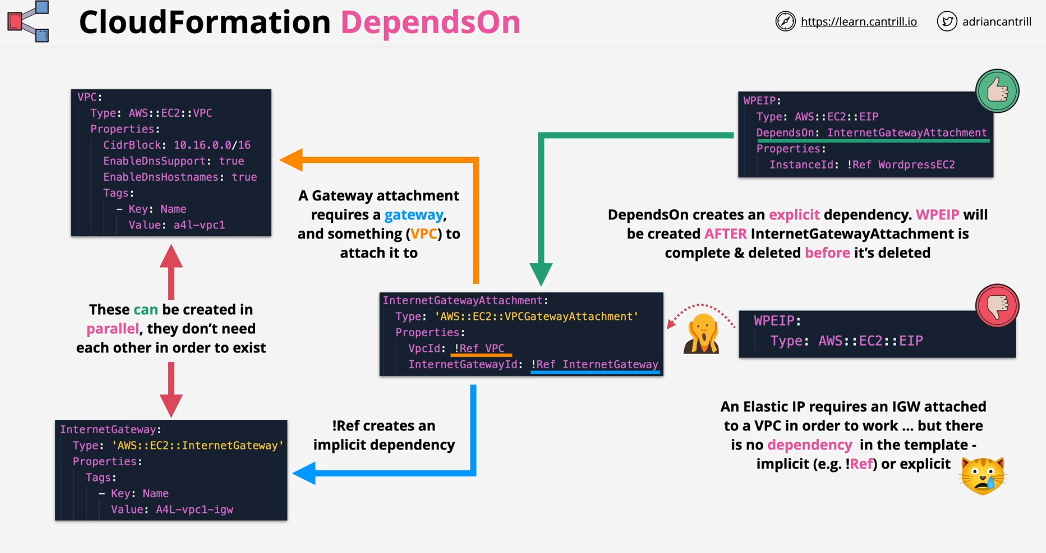 CloudFormation DependsOn
https://learn.cantrill.io
adriancantrill
VPC:
Type: AWS::EC2::VPC
Properties:
CidrBlock: 10.16.0.0/16
EnableDnsSupport: true
EnableDnsHostnames: true
Tags:
- Key: Name
Value: a4l-vpc1
A Gateway attachment
requires a gateway,
and something (VPC) to
attach it to
WPEIP:
Type: AWS::EC2::EIP
DependsOn: InternetGatewayAttachment
Properties:
InstanceId: !Ref WordpressEC2
DependsOn creates an explicit dependency. WPEIP will
be created AFTER InternetGatewayAttachment is
complete & deleted before it's deleted
These can be created in
parallel, they don't need
each other in order to exist
InternetGatewayAttachment:
Type: 'AWS::EC2::VPCGatewayAttachment'
Properties:
VpcId: !Ref VPC
InternetGatewayId: !Ref InternetGateway
WPEIP:
Type: AWS::EC2::EIP
InternetGateway:
Type: 'AWS::EC2::InternetGateway'
Properties:
Tags:
- Key: Name
Value: A4L-vpc1-igw
!Ref creates an
implicit dependency
An Elastic IP requires an IGW attached
to a VPC in order to work ... but there
is no dependency in the template -
implicit (e.g. !Ref) or explicit